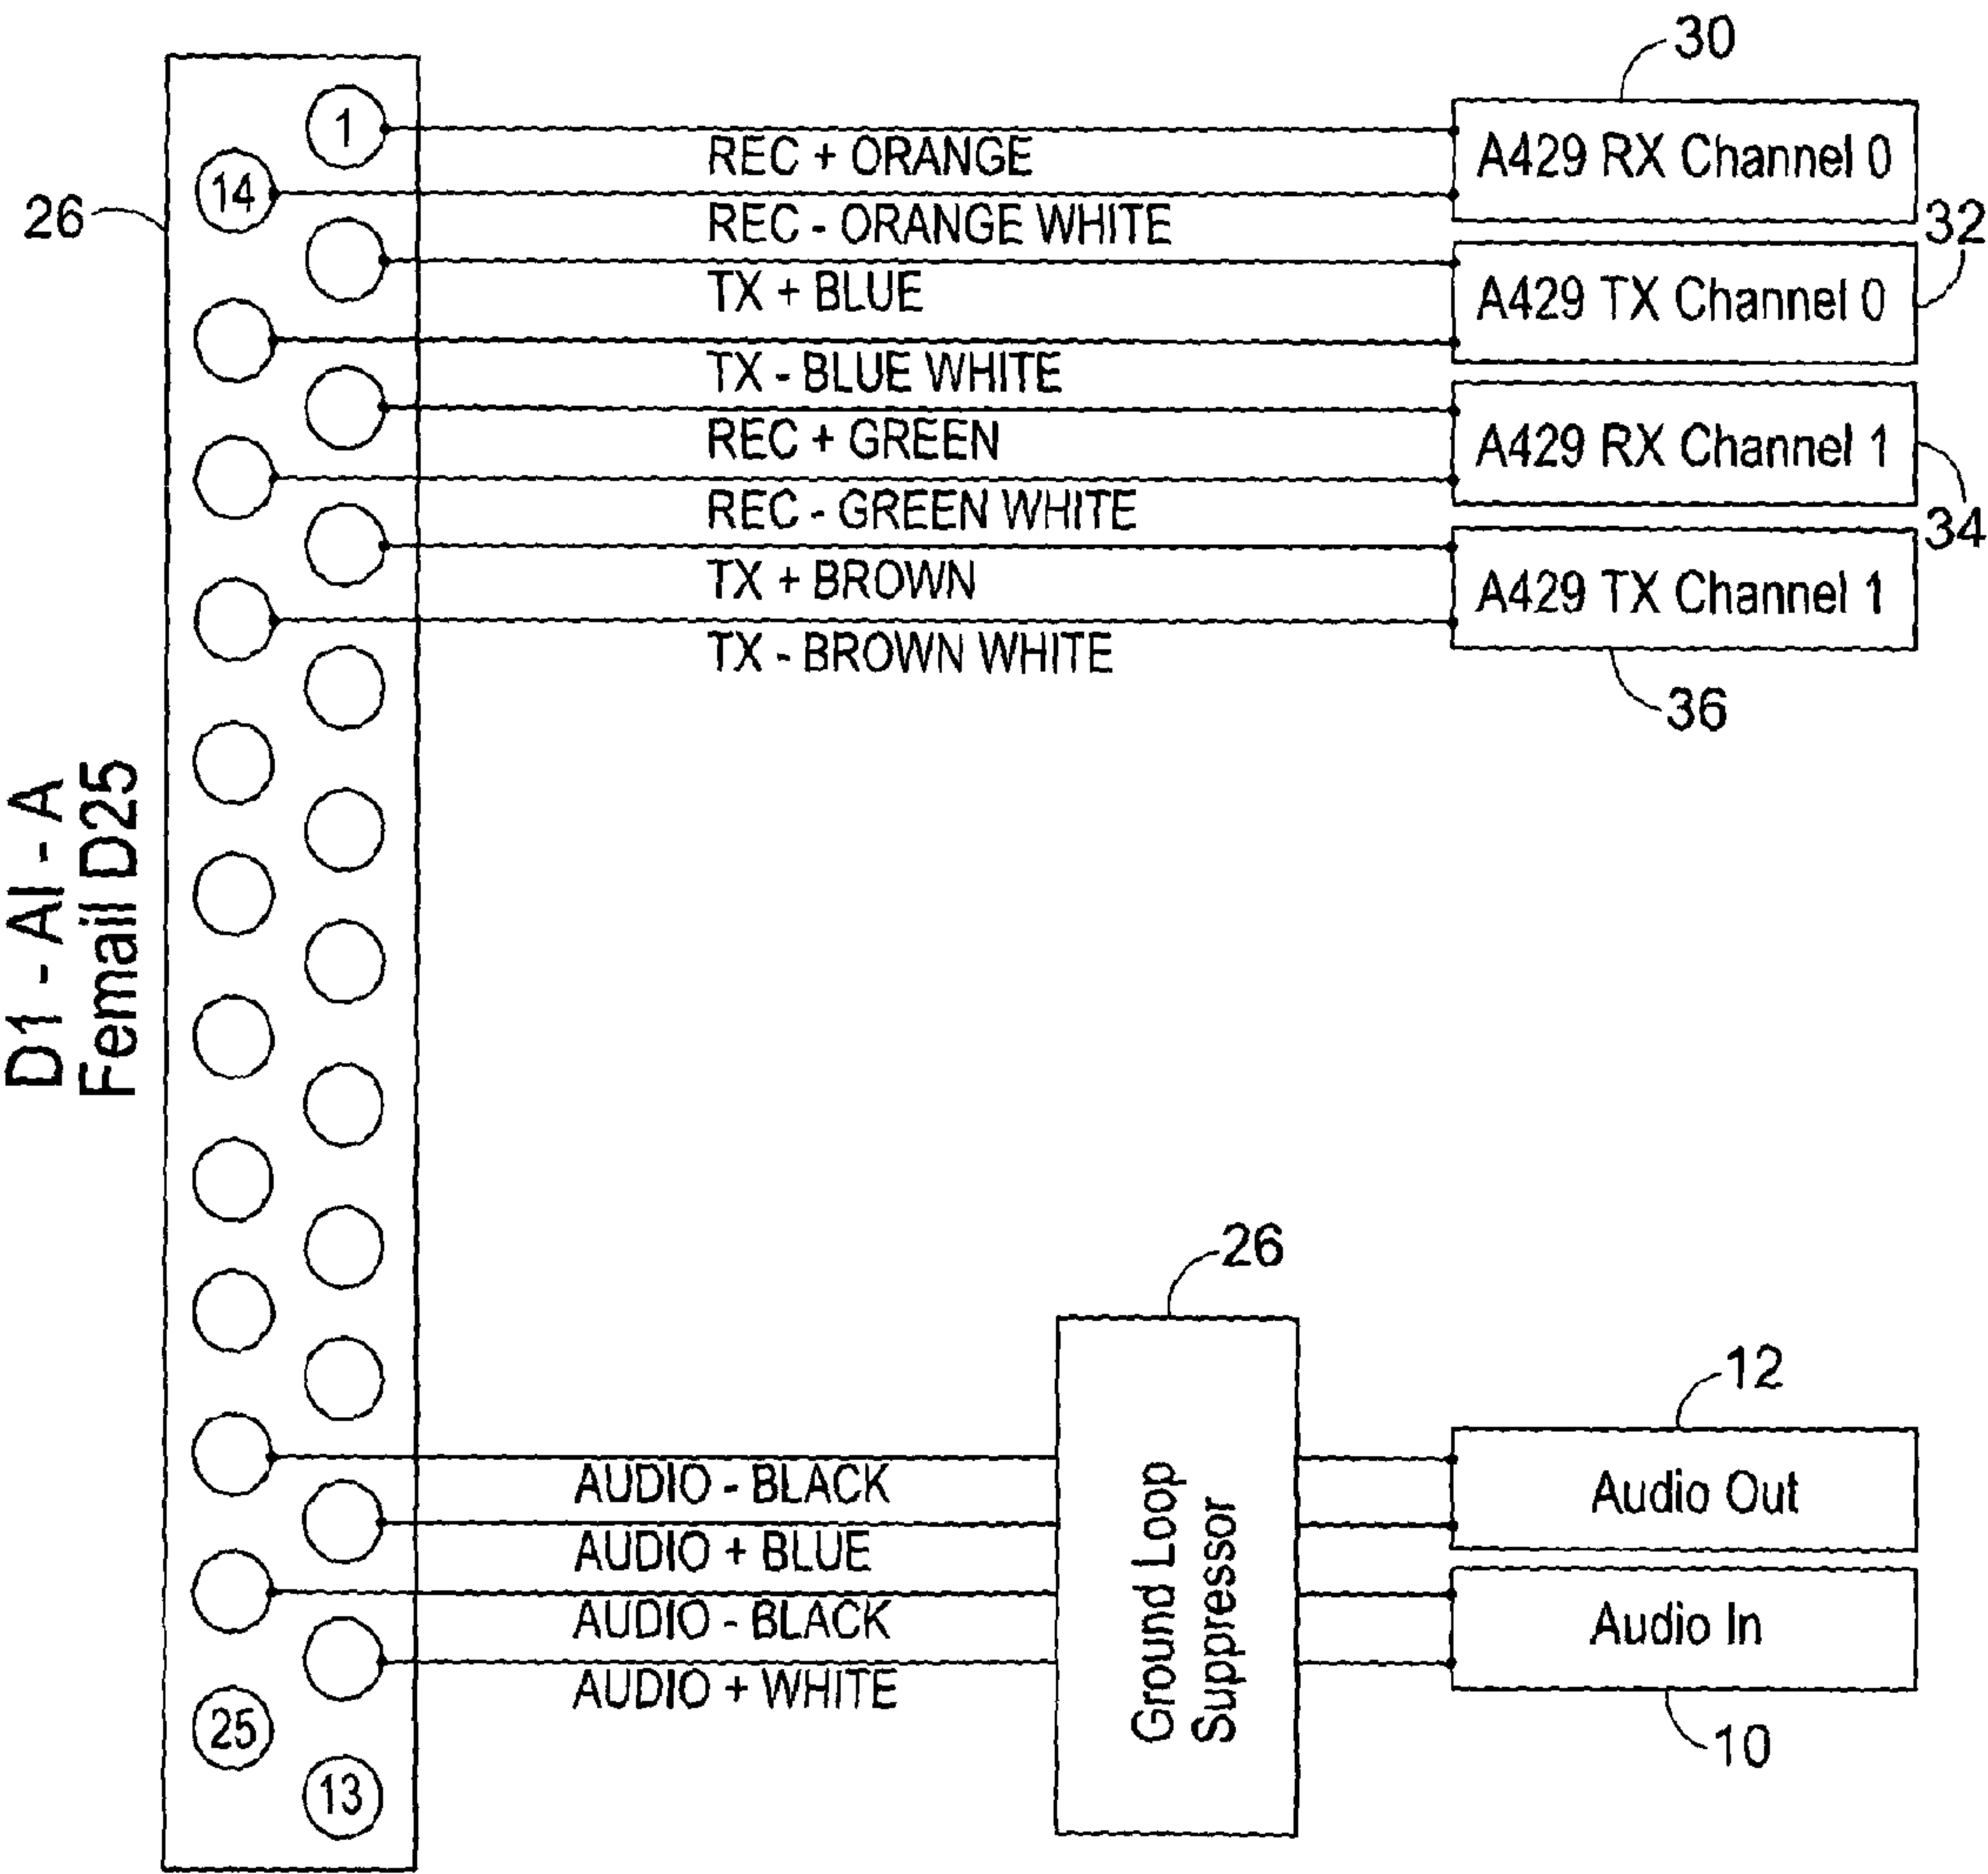 30
1
REC + ORANGE
A429 RX Channel 0
14
26
REC - ORANGE WHITE
32
TX + BLUE
A429 TX Channel 0
TX - BLUE WHITE
REC + GREEN
A429 RX Channel 1
REC - GREEN WHITE
34
TX + BROWN
A429 TX Channel 1
TX - BROWN WHITE
36
D1 - AI - A
Femail D25
26
12
AUDIO - BLACK
Audio Out
AUDIO + BLUE
Ground Loop
Suppressor
AUDIO - BLACK
Audio In
AUDIO + WHITE
25
10
13